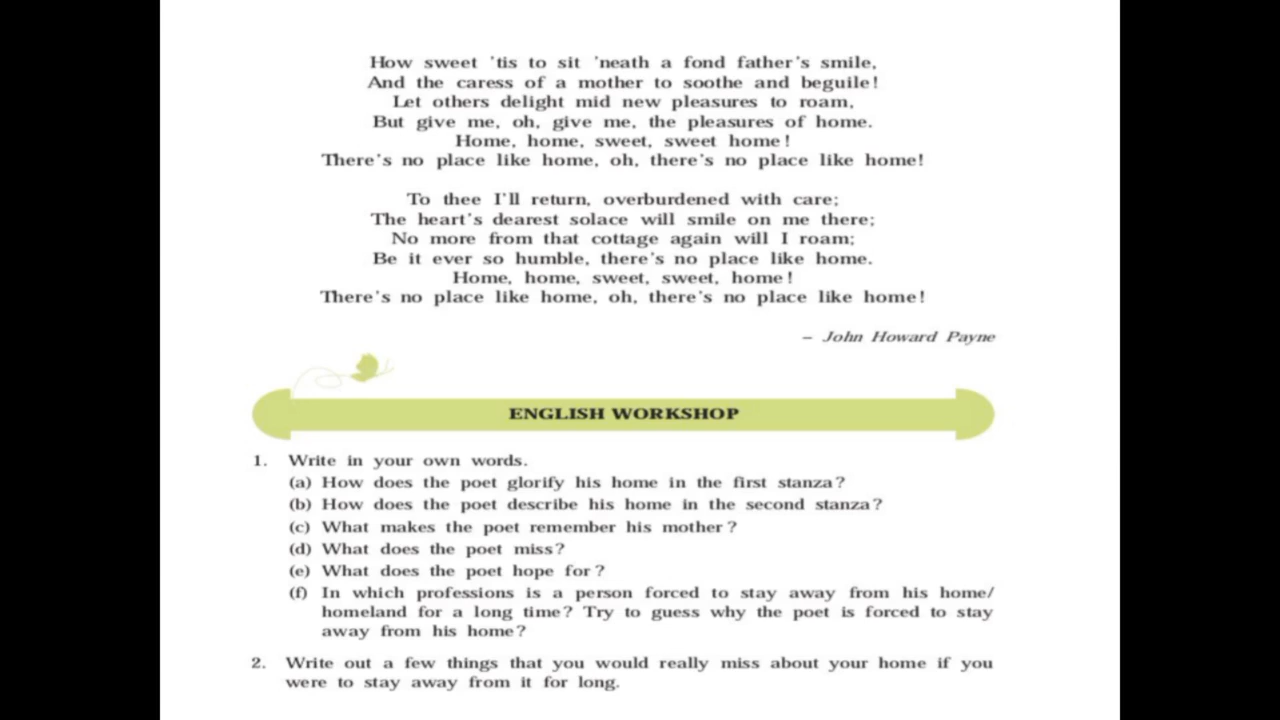 How sweet 'tis to sit 'neath a fond father's smile,
And the caress of a mother to soothe and beguile!
Let others delight mid new pleasures to roam,
But give me, oh, give me, the pleasures of home.
Home, home, sweet, sweet home!
There's no place like home, oh, there's no place like home!
To thee I'll return, overburdened with care;
The heart's dearest solace will smile on me there;
No more from that cottage again will I roam;
Be it ever so humble, there's no place like home.
Home, home, sweet, sweet, home!
There's no place like home, oh, there's no place like home!
– John Howard Payne
ENGLISH WORKSHOP
1. Write in your own words.
(a) How does the poet glorify his home in the first stanza?
(b) How does the poet describe his home in the second stanza?
(c) What makes the poet remember his mother?
(d) What does the poet miss?
(e) What does the poet hope for?
(f) In which professions is a person forced to stay away from his home/
homeland for a long time? Try to guess why the poet is forced to stay
away from his home?
2. Write out a few things that you would really miss about your home if you
were to stay away from it for long.